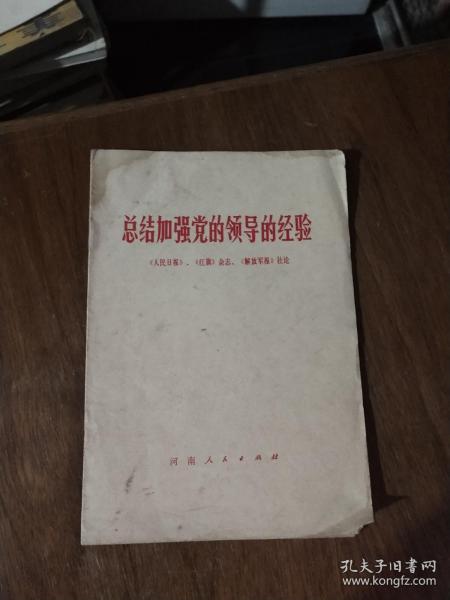 总结加强党的领导的经验
《人民日报》、《红旗》杂志、《解放军报》社论
河南人民出版社
孔夫子旧书网
www.kongfz.com